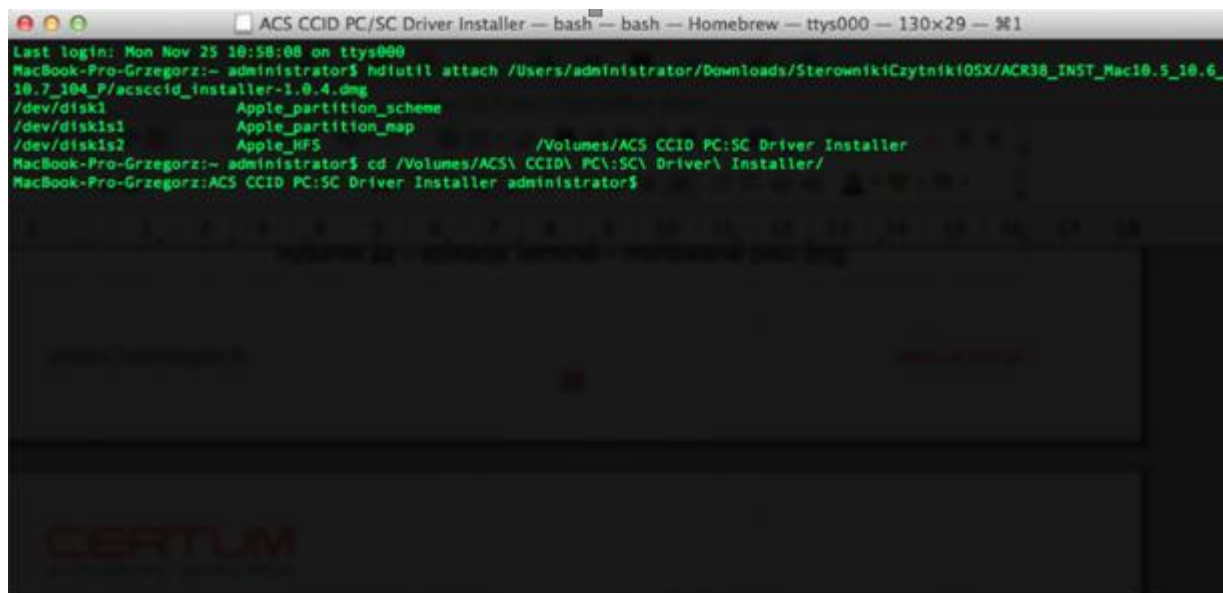 ACS CCID PC/SC Driver Installer — bash — bash — Homebrew — ttys000 — 130×29 — ⌘1
Last login: Mon Nov 25 10:58:08 on ttys000
MacBook-Pro-Grzegorz:~ administrator$ hdiutil attach /Users/administrator/Downloads/SterownikiCzytnikiOSX/ACR38_INST_Mac10.5_10.6_
10.7_104_P/acsccid_installer-1.0.4.dmg
/dev/disk1 Apple_partition_scheme
/dev/disk1s1 Apple_partition_map
/dev/disk1s2 Apple_HFS /Volumes/ACS CCID PC:SC Driver Installer
MacBook-Pro-Grzegorz:~ administrator$ cd /Volumes/ACS\ CCID\ PC\:SC\ Driver\ Installer/
MacBook-Pro-Grzegorz:ACS CCID PC:SC Driver Installer administrator$
CERTUM